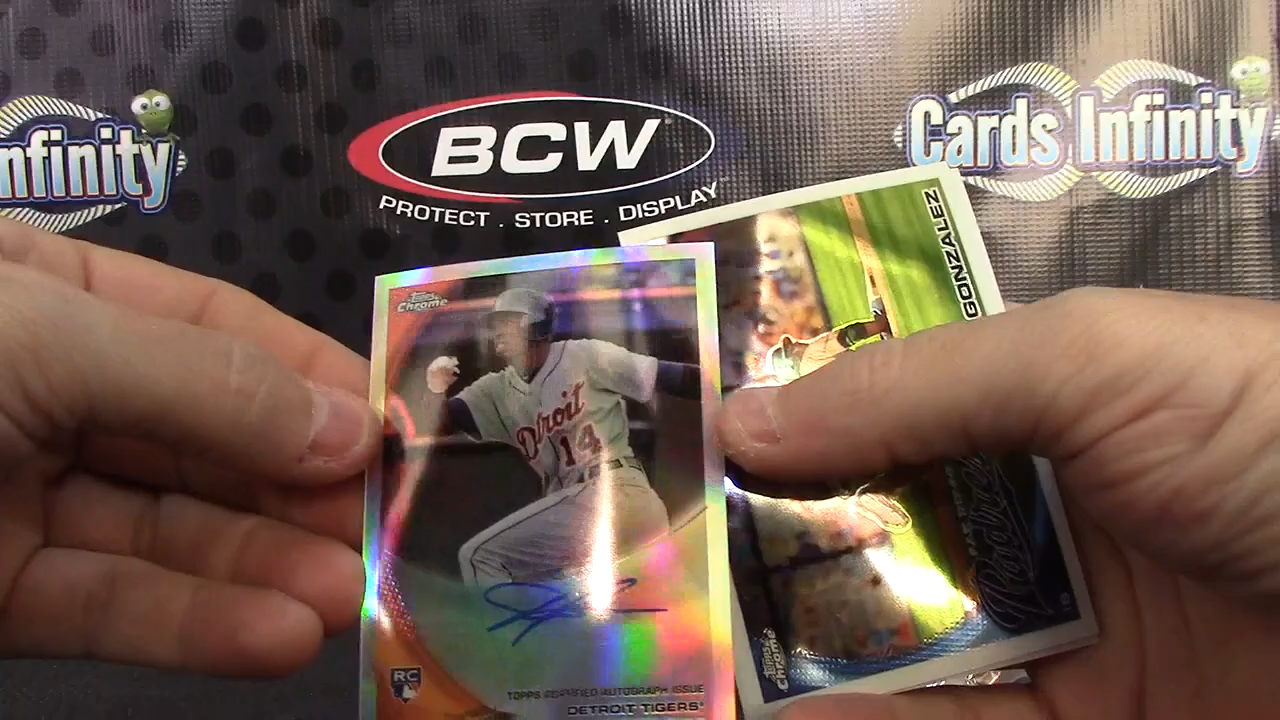 nfinity
BCW
PROTECT . STORE . DISPLAY
Cards Infinity
GONZALEZ
Topps
Chrome
Detroit
14
RC
TOPPS CERTIFIED AUTOGRAPH ISSUE
DETROIT TIGERS
Padres
Topps
Chrome